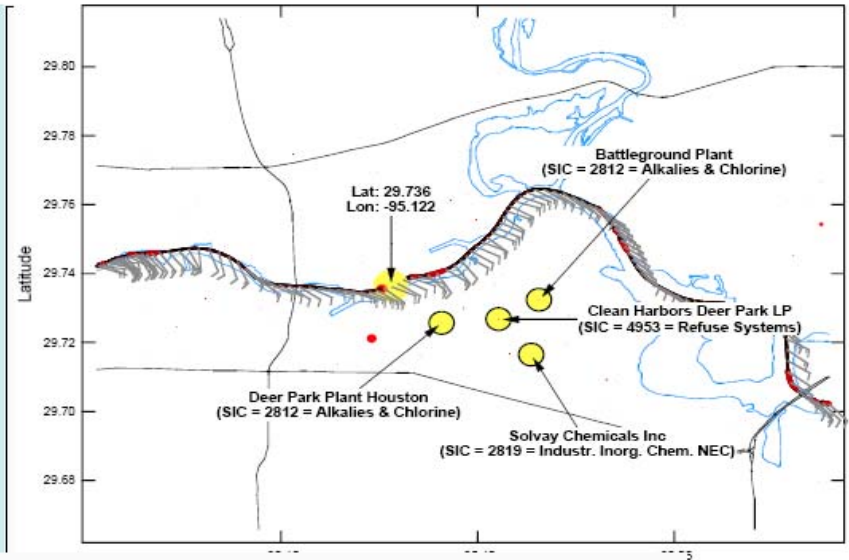 29.80
29.78
Battleground Plant
(SIC = 2812 = Alkalies & Chlorine)
29.76
Lat: 29.736
Lon: -95.122
Latitude
29.74
Clean Harbors Deer Park LP
(SIC = 4953 = Refuse Systems)
29.72
Deer Park Plant Houston
(SIC = 2812 = Alkalies & Chlorine)
29.70
Solvay Chemicals Inc
(SIC = 2819 = Industr. Inorg. Chem. NEC)
29.68